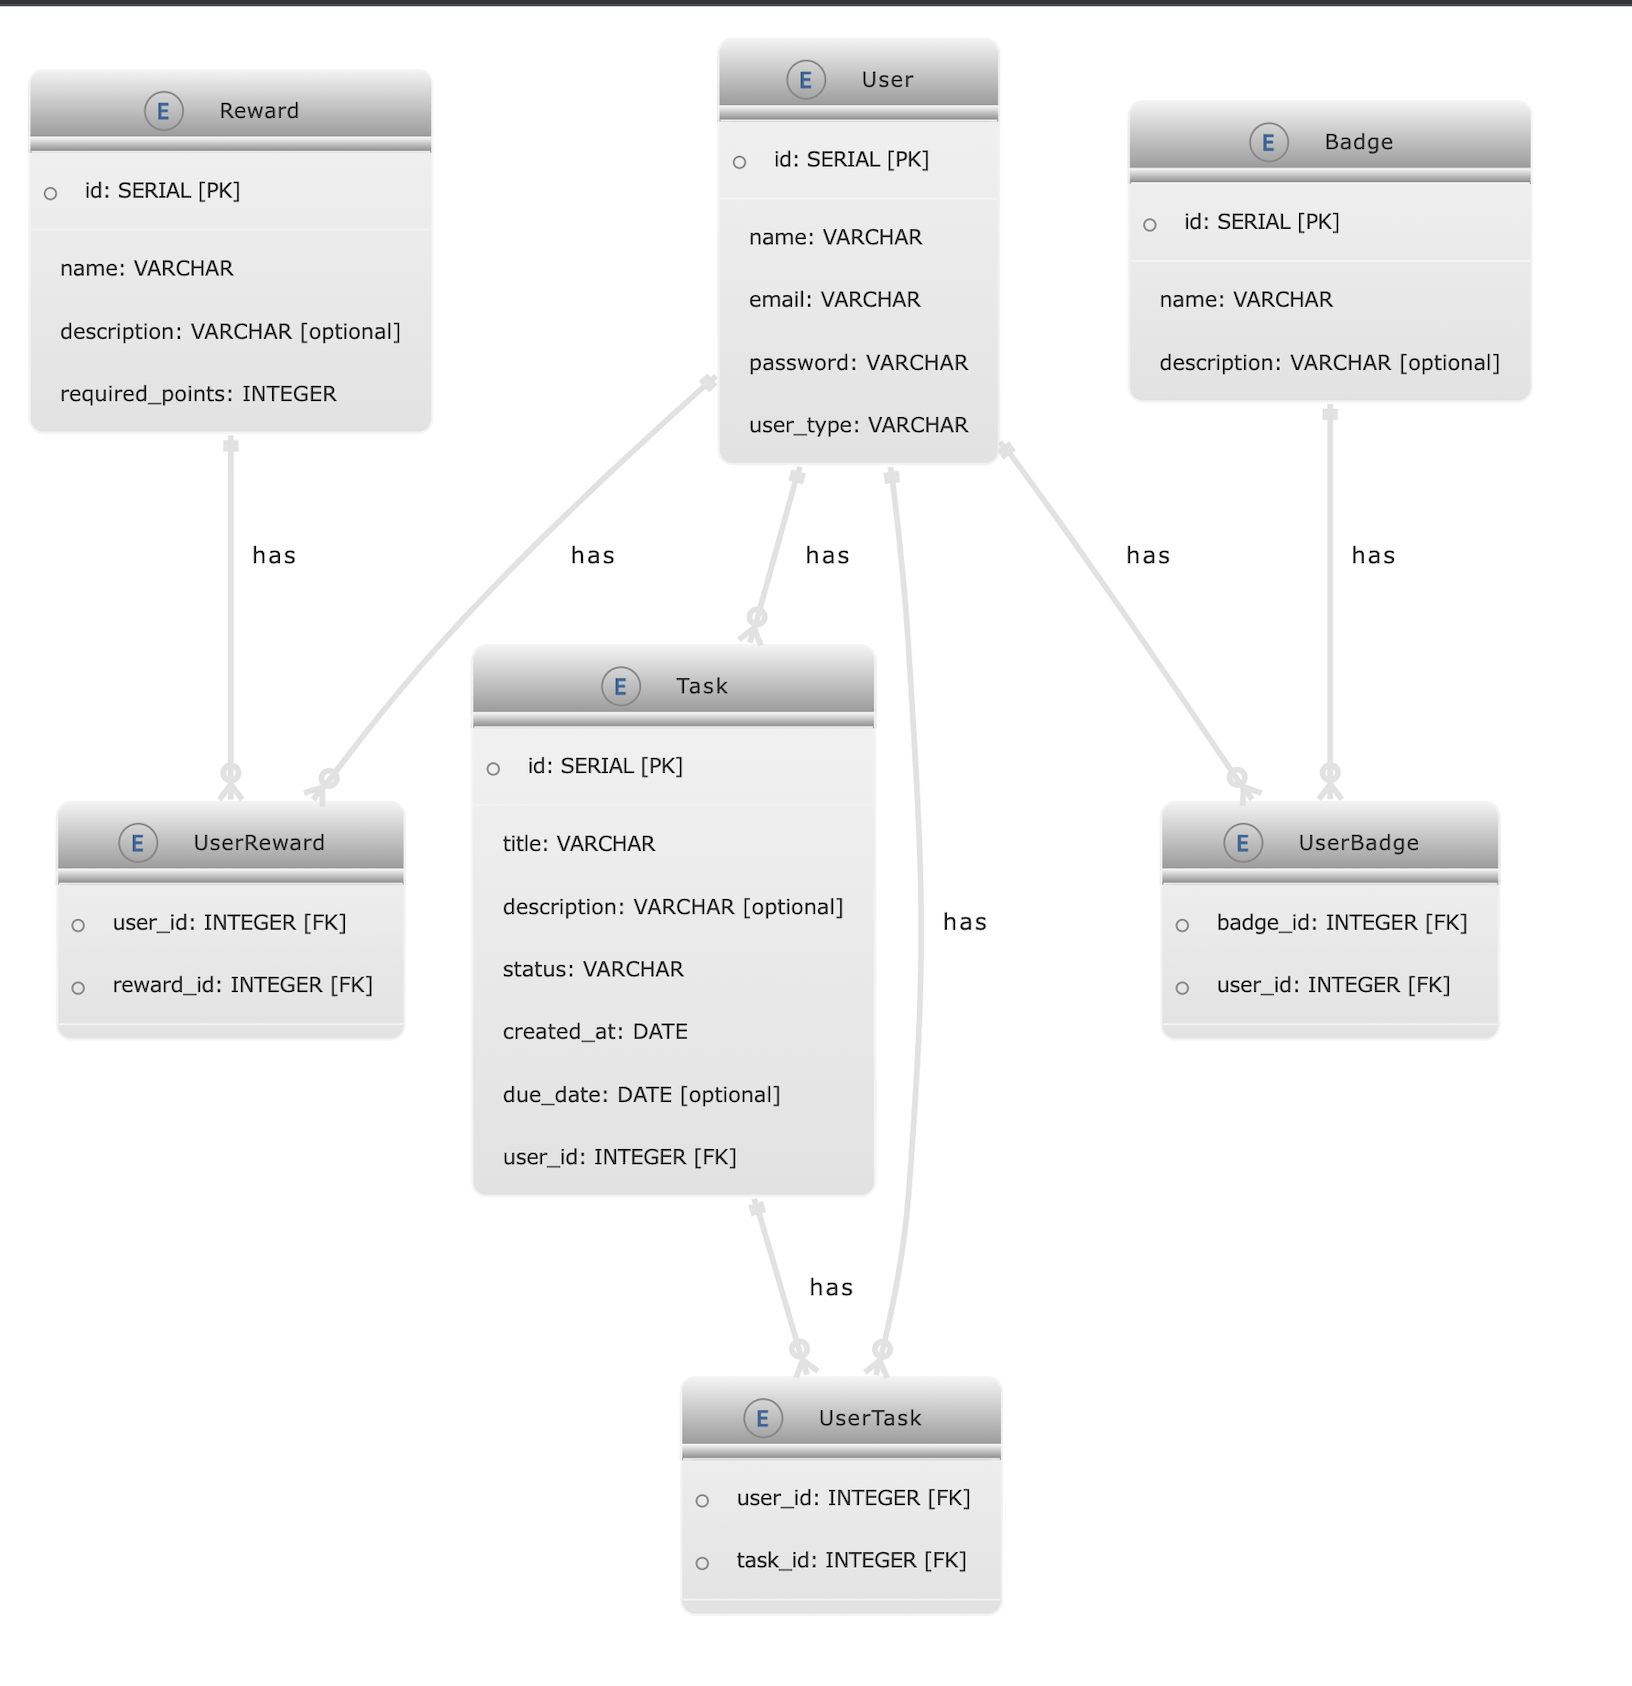 E Reward
id: SERIAL [PK]
name: VARCHAR
description: VARCHAR [optional]
required_points: INTEGER
E User
id: SERIAL [PK]
name: VARCHAR
email: VARCHAR
password: VARCHAR
user_type: VARCHAR
E Badge
id: SERIAL [PK]
name: VARCHAR
description: VARCHAR [optional]
has
has
has
has
has
E Task
id: SERIAL [PK]
title: VARCHAR
description: VARCHAR [optional]
status: VARCHAR
created_at: DATE
due_date: DATE [optional]
user_id: INTEGER [FK]
E UserReward
user_id: INTEGER [FK]
reward_id: INTEGER [FK]
has
E UserBadge
badge_id: INTEGER [FK]
user_id: INTEGER [FK]
has
E UserTask
user_id: INTEGER [FK]
task_id: INTEGER [FK]